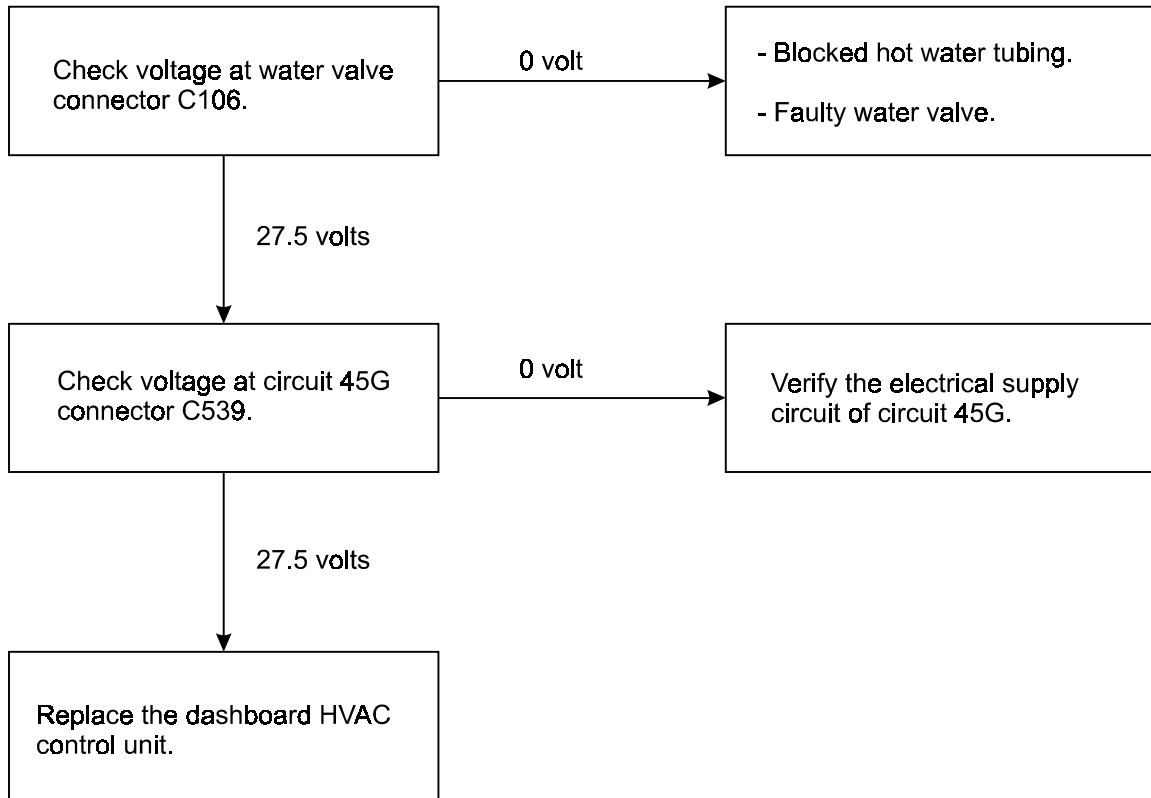 Check voltage at water valve
connector C106.
0 volt
- Blocked hot water tubing.
- Faulty water valve.
27.5 volts
Check voltage at circuit 45G
connector C539.
0 volt
Verify the electrical supply
circuit of circuit 45G.
27.5 volts
Replace the dashboard HVAC
control unit.